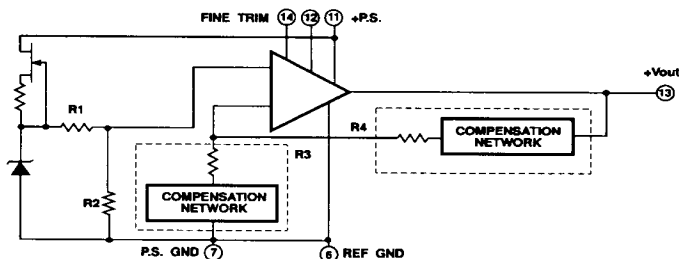 FINE TRIM 14 12 11 +P.S.
+Vout
13
R1
R4
COMPENSATION
NETWORK
R3
COMPENSATION
NETWORK
R2
P.S. GND 7 6 REF GND